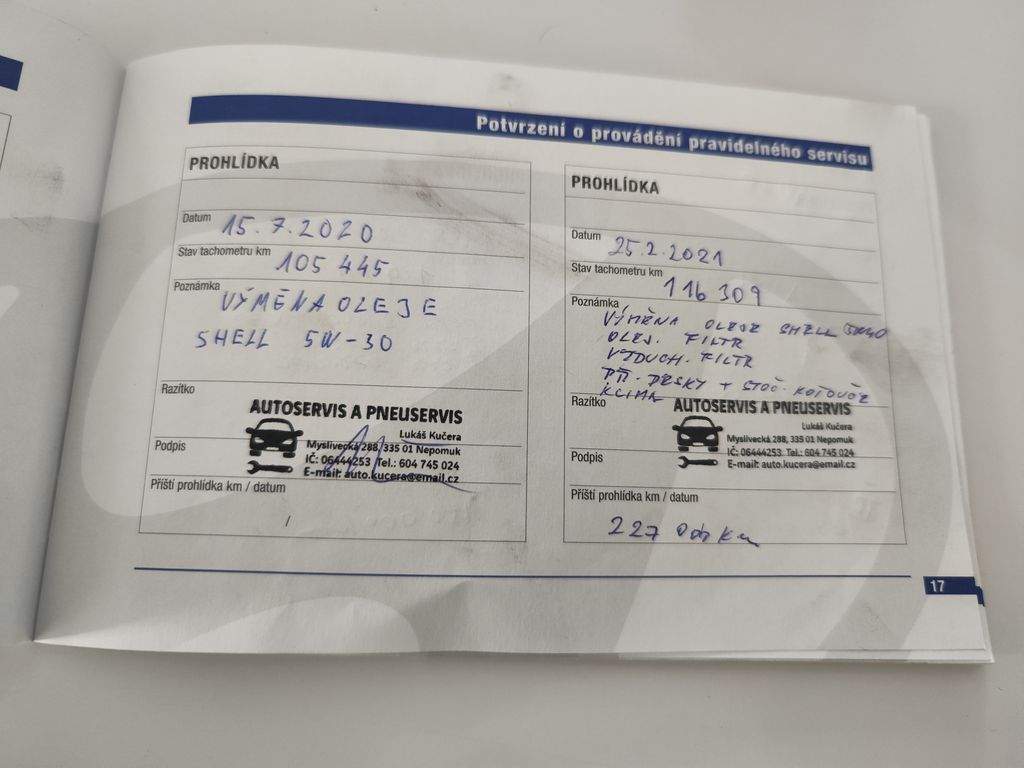 Potvrzení o provádění pravidelného servisu
PROHLÍDKA
Datum 15.7.2020
Stav tachometru km 105 445
Poznámka VÝMĚNA OLEJE
SHELL 5W-30
Razítko
AUTOSERVIS A PNEUSERVIS
Lukáš Kučera
Podpis
Myslivecká 288, 335 01 Nepomuk
IČ: 06444253 Tel.: 604 745 024
E-mail: auto.kucera@email.cz
Příští prohlídka km / datum
/
PROHLÍDKA
Datum 25.2.2021
Stav tachometru km 116 309
Poznámka VÝMĚNA OLEJE SHELL
OLEJ. FILTR
VZDUCH. FILTR
PŘ. DESKY +
KLIMA
Razítko
AUTOSERVIS A PNEUSERVIS
Lukáš Kučera
Myslivecká 288, 335 01 Nepomuk
Podpis
IČ: 06444253 Tel.: 604 745 024
E-mail: auto.kucera@email.cz
Příští prohlídka km / datum
227
17